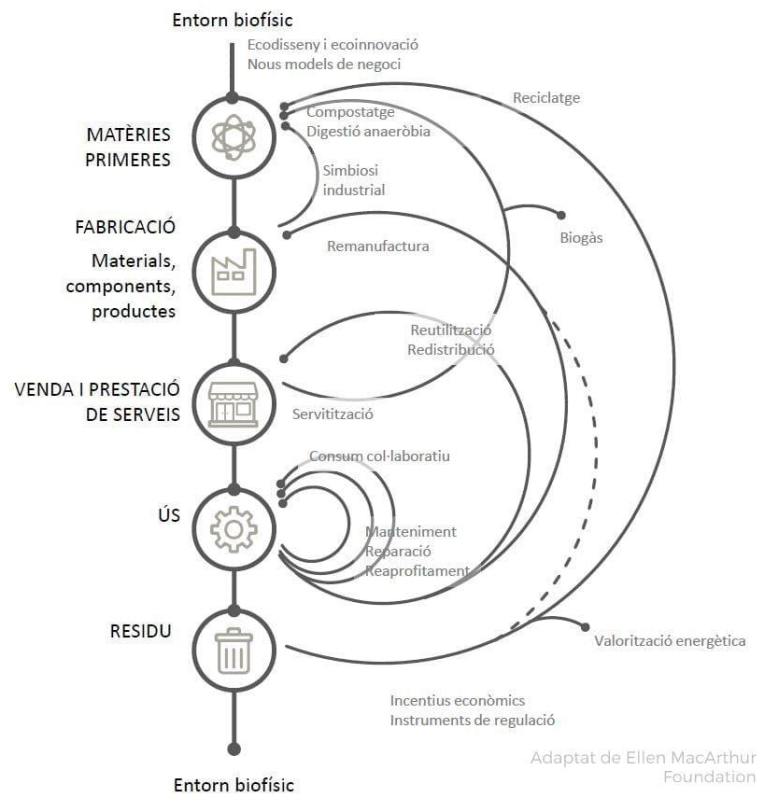 Entorn biofísic
Ecodisseny i ecoinnovació
Nous models de negoci
Reciclatge
Compostatge
Digestió anaeròbia
MATÈRIES
PRIMERES
Simbiosi
industrial
FABRICACIÓ
Materials,
components,
productes
Remanufactura
Biogàs
Reutilització
Redistribució
VENDA I PRESTACIÓ
DE SERVEIS
Servitització
Consum col·laboratiu
ÚS
Manteniment
Reparació
Reaprofitament
RESIDU
Valorització energètica
Incentius econòmics
Instruments de regulació
Adaptat de Ellen MacArthur
Foundation
Entorn biofísic